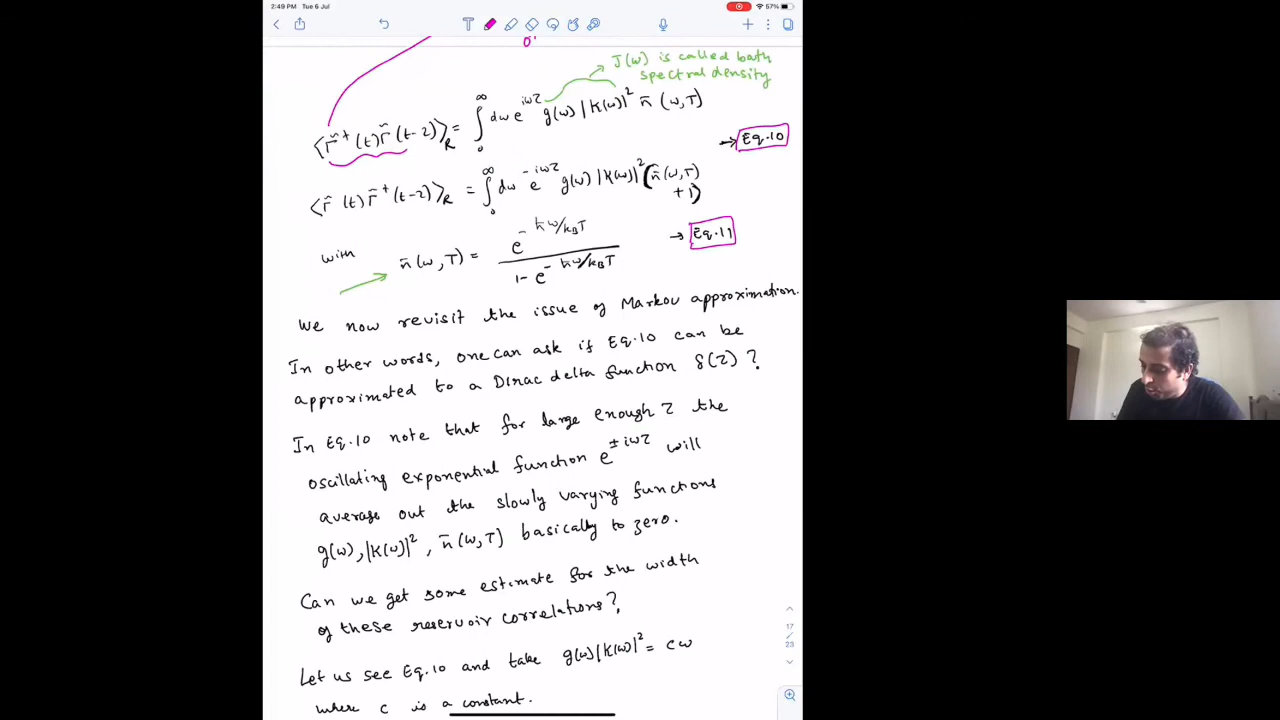 2:49 PM Tue 6 Jul
57%
0'
J(ω) is called bath
spectral density
⟨Γ̃†(t)Γ̃(t-τ)⟩_R = ∫₀^∞ dω e^{iωτ} g(ω) |K(ω)|² n̄(ω,T)
→ Eq.10
⟨Γ̃(t)Γ̃†(t-τ)⟩_R = ∫₀^∞ dω e^{-iωτ} g(ω) |K(ω)|² (n̄(ω,T) + 1)
→ Eq.11
with n̄(ω,T) = e^{-ħω/k_BT} / 1 - e^{-ħω/k_BT}
We now revisit the issue of Markov approximation.
In other words, one can ask if Eq.10 can be
approximated to a Dirac delta function δ(τ)?
In Eq.10 note that for large enough τ the
oscillating exponential function e^{±iωτ} will
average out the slowly varying functions
g(ω), |K(ω)|², n̄(ω,T) basically to zero.
Can we get some estimate for the width
of these reservoir correlations?
Let us see Eq.10 and take g(ω)|K(ω)|² = cω
where c is a constant.
17
/
23